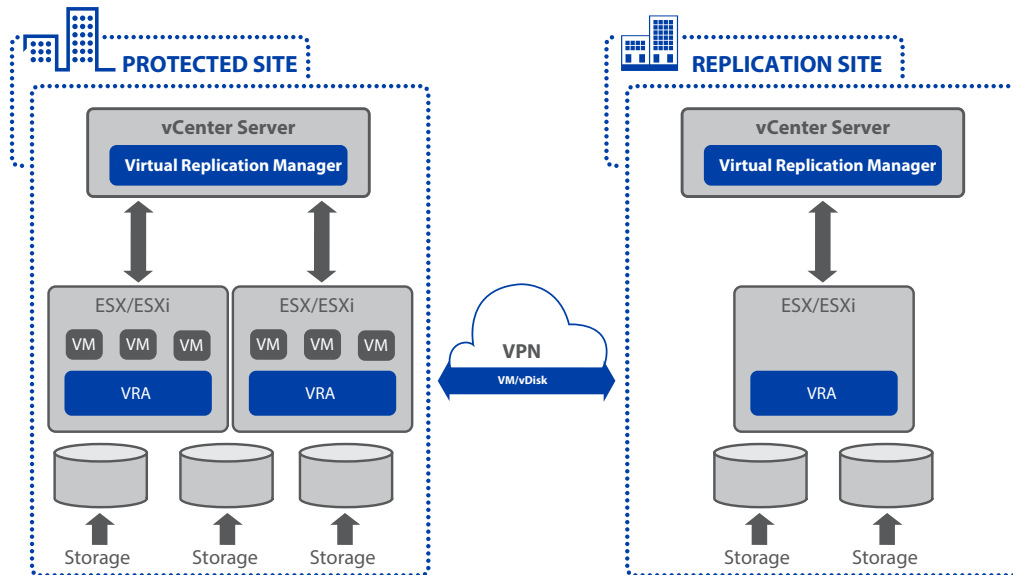 PROTECTED SITE
vCenter Server
Virtual Replication Manager
ESX/ESXi
VM VM VM
VRA
ESX/ESXi
VM VM VM
VRA
Storage
Storage
Storage
VPN
VM/vDisk
REPLICATION SITE
vCenter Server
Virtual Replication Manager
ESX/ESXi
VRA
Storage
Storage